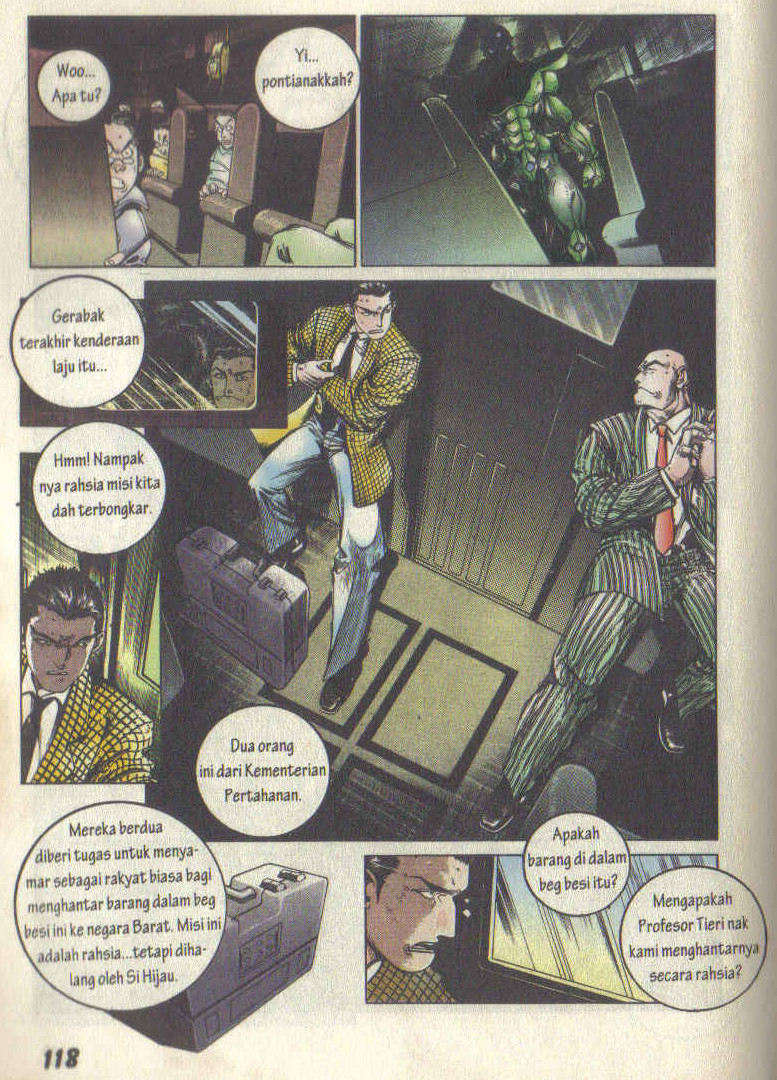 Woo...
Apa tu?
Yi...
pontianakkah?
Gerabak
terakhir kenderaan
laju itu...
Hmm! Nampak
nya rahsia misi kita
dah terbongkar.
Dua orang
ini dari Kementerian
Pertahanan.
Mereka berdua
diberi tugas untuk menya-
mar sebagai rakyat biasa bagi
menghantar barang dalam beg
besi ini ke negara Barat. Misi ini
adalah rahsia...tetapi diha-
lang oleh Si Hijau.
Apakah
barang di dalam
beg besi itu?
Mengapakah
Profesor Tieri nak
kami menghantarnya
secara rahsia?
118